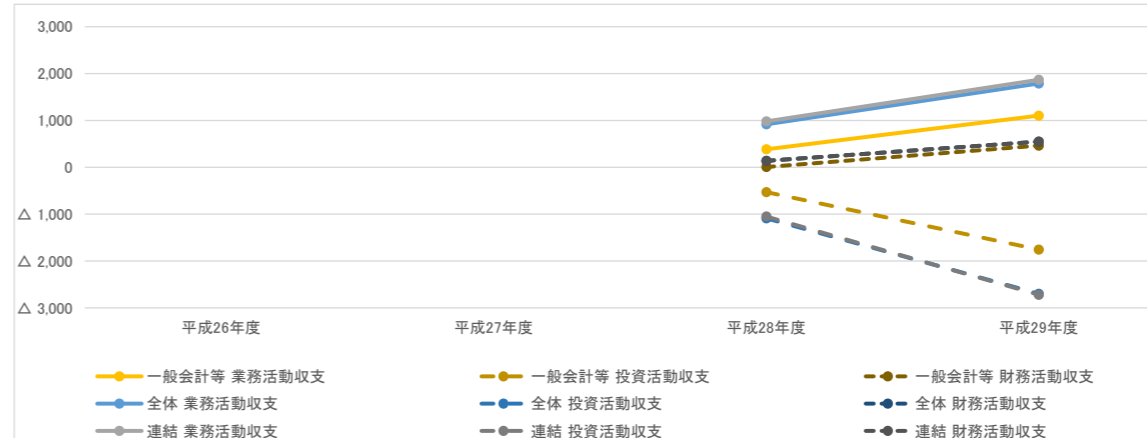 3,000
2,000
1,000
0
△ 1,000
△ 2,000
△ 3,000
平成26年度 平成27年度 平成28年度 平成29年度
一般会計等 業務活動収支 一般会計等 投資活動収支 一般会計等 財務活動収支
全体 業務活動収支 全体 投資活動収支 全体 財務活動収支
連結 業務活動収支 連結 投資活動収支 連結 財務活動収支